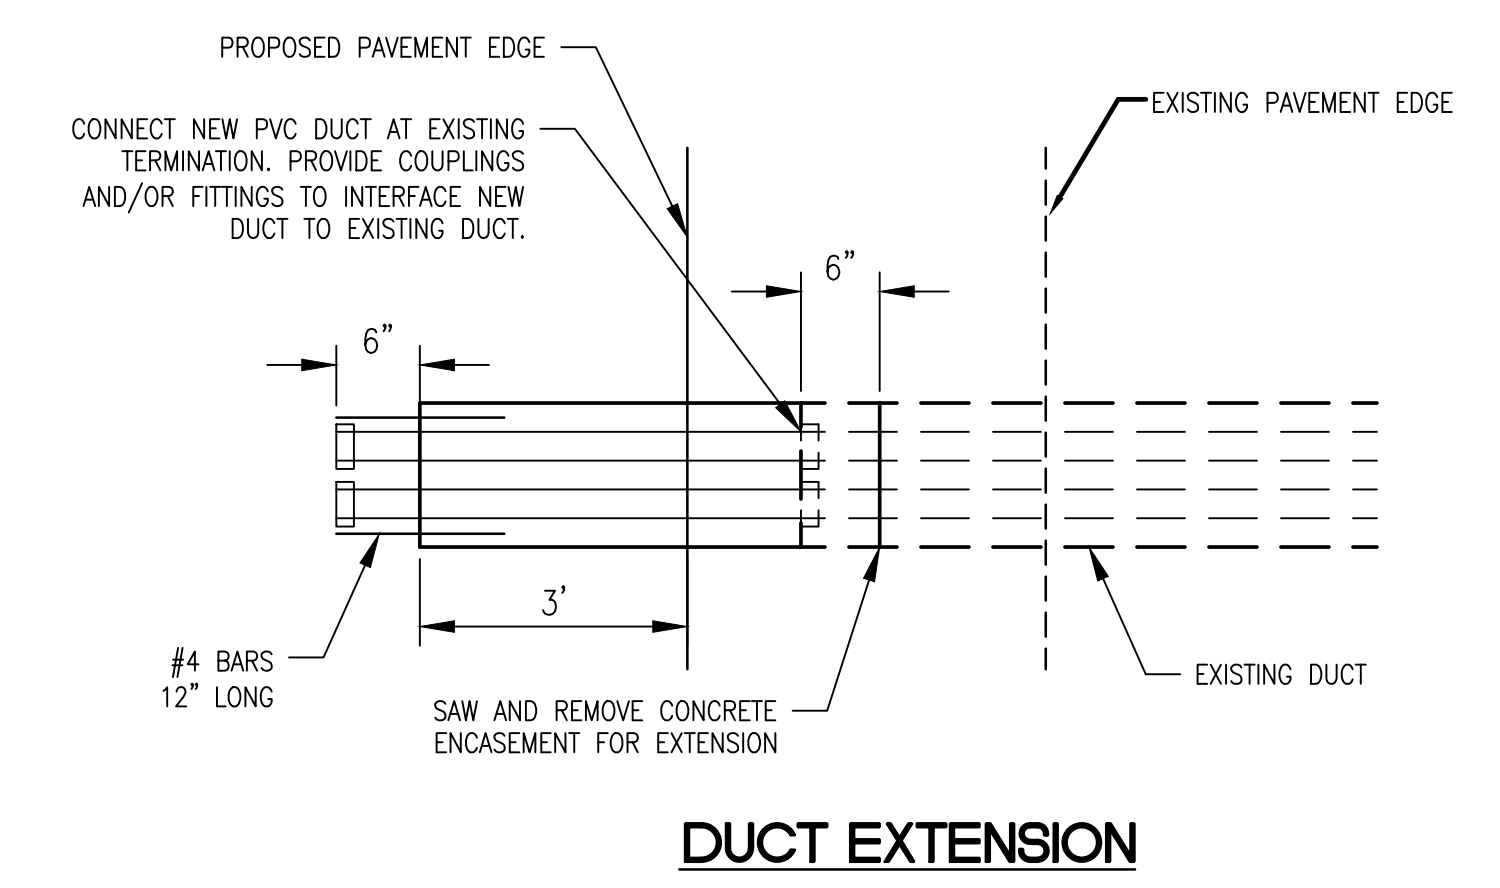 PROPOSED PAVEMENT EDGE
EXISTING PAVEMENT EDGE
CONNECT NEW PVC DUCT AT EXISTING
TERMINATION. PROVIDE COUPLINGS
AND/OR FITTINGS TO INTERFACE NEW
DUCT TO EXISTING DUCT.
6”
6”
3’
#4 BARS
12” LONG
EXISTING DUCT
SAW AND REMOVE CONCRETE
ENCASEMENT FOR EXTENSION
DUCT EXTENSION